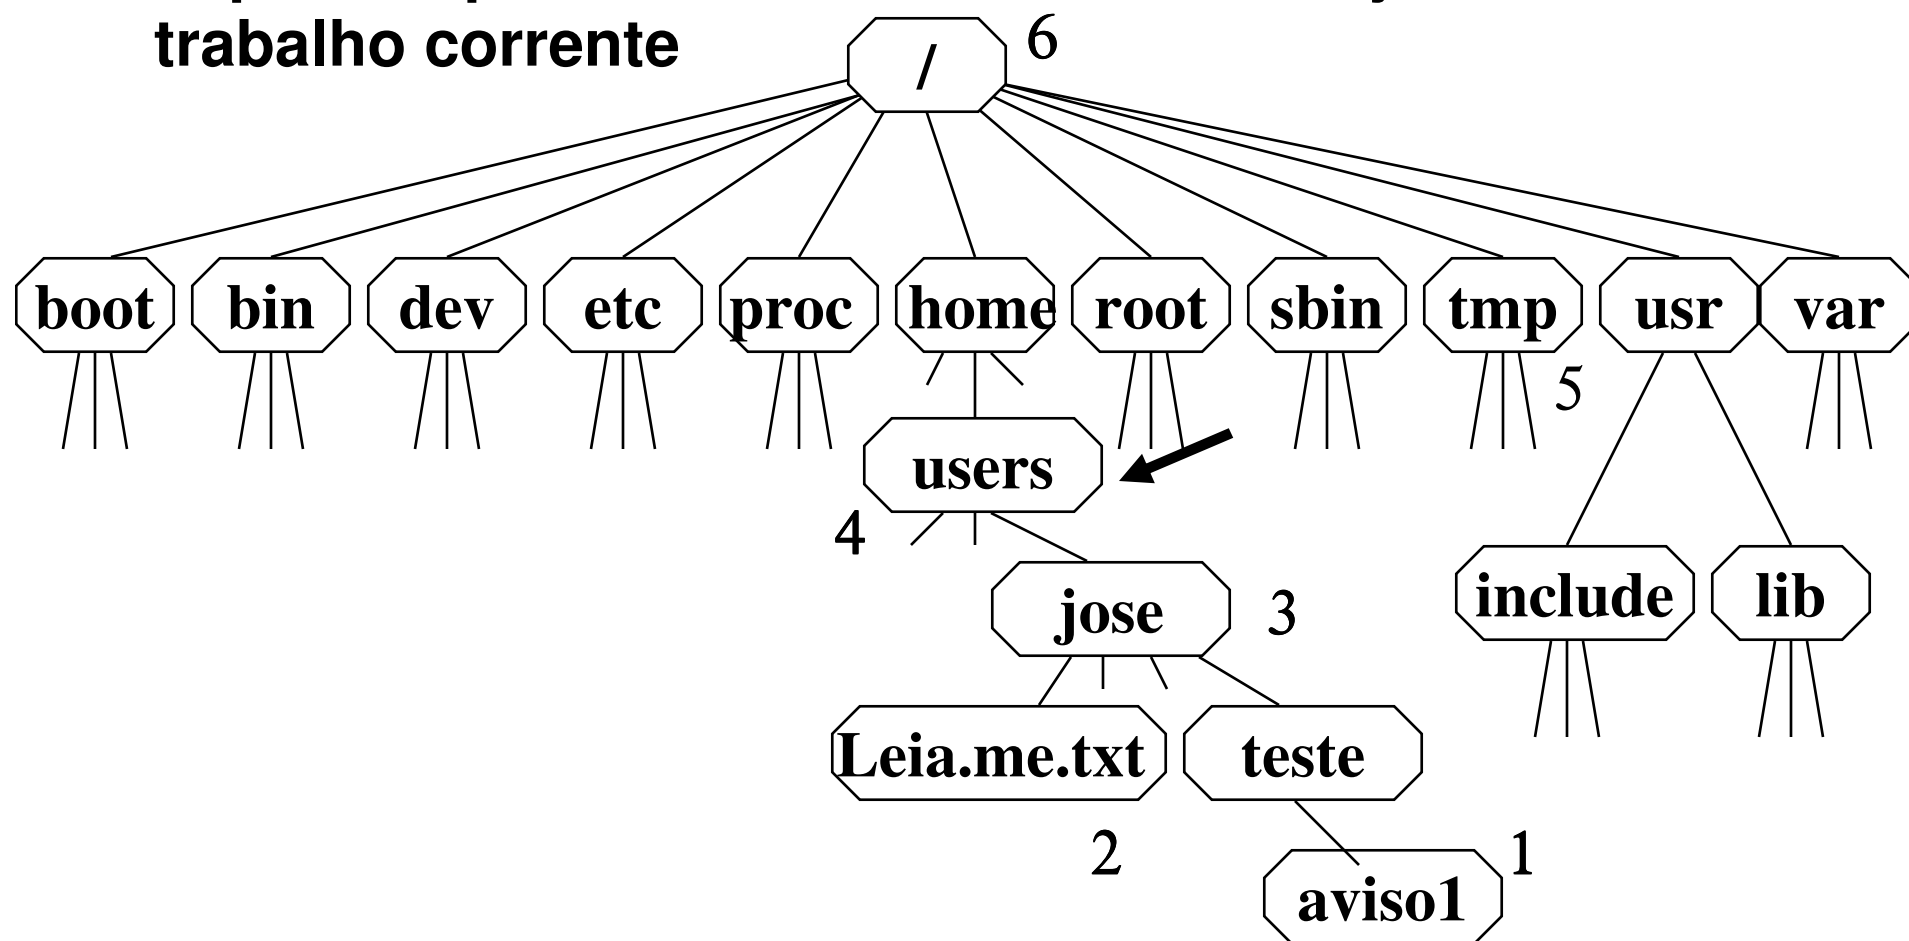 trabalho corrente
/ 6
boot bin dev etc proc home root sbin tmp usr var
5
users
4
jose 3
include lib
Leia.me.txt teste
2 1
aviso1